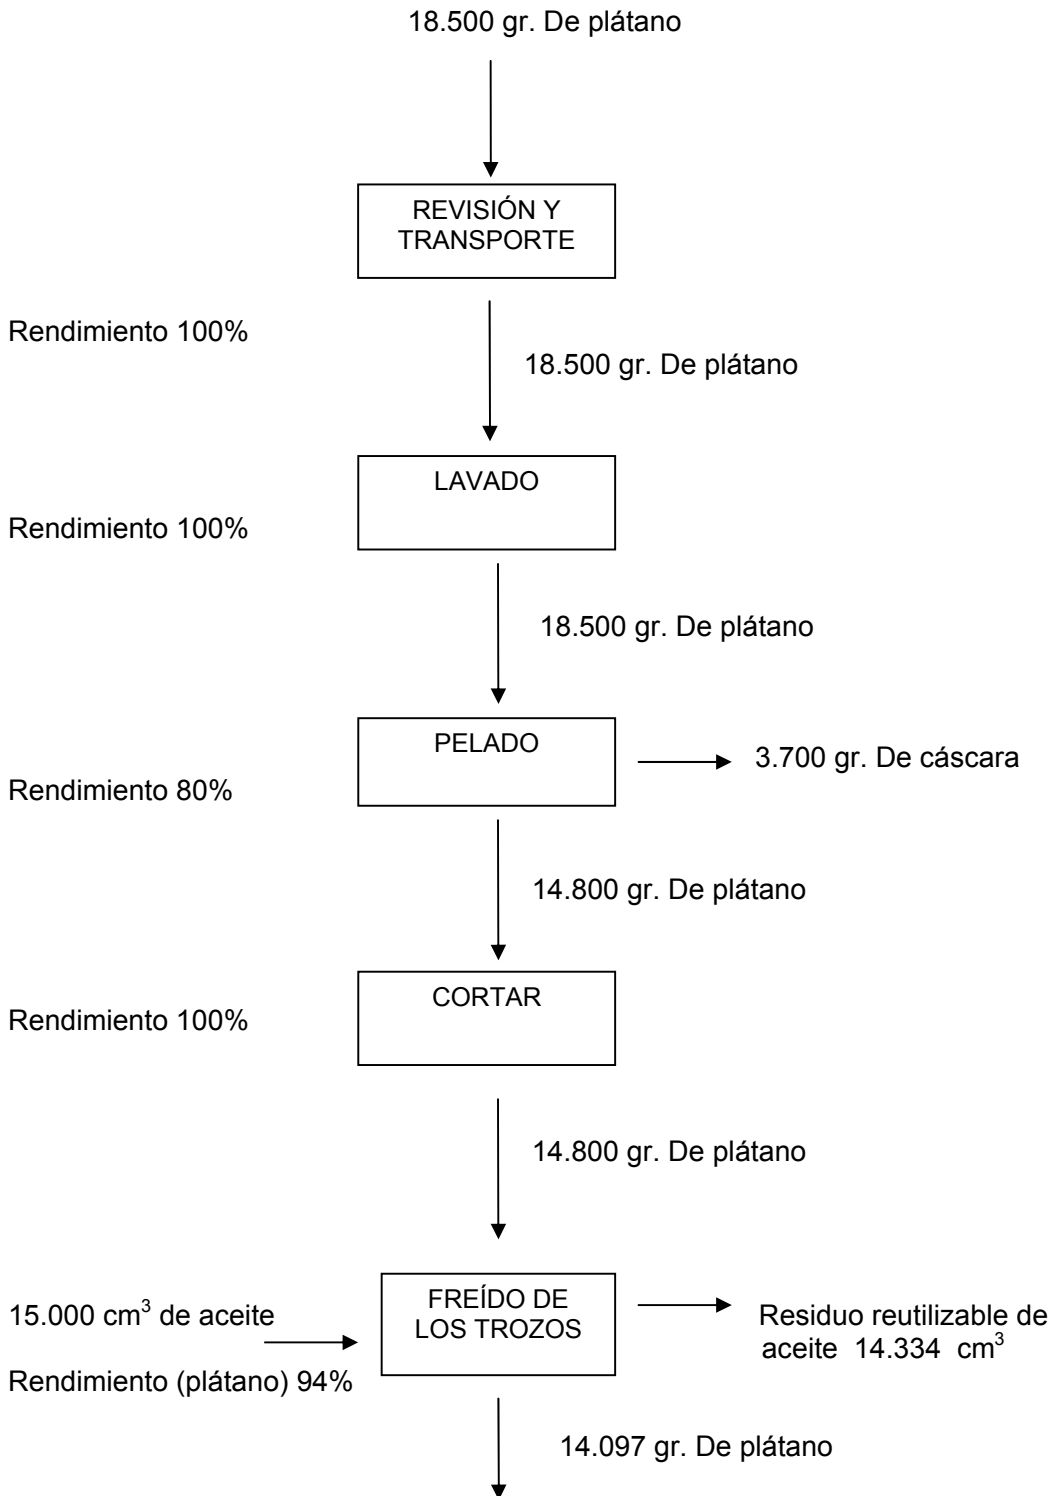 18.500 gr. De plátano
REVISIÓN Y
TRANSPORTE
Rendimiento 100%
18.500 gr. De plátano
LAVADO
Rendimiento 100%
18.500 gr. De plátano
PELADO
3.700 gr. De cáscara
Rendimiento 80%
14.800 gr. De plátano
CORTAR
Rendimiento 100%
14.800 gr. De plátano
15.000 cm³ de aceite
FREÍDO DE
LOS TROZOS
Residuo reutilizable de
aceite 14.334 cm³
Rendimiento (plátano) 94%
14.097 gr. De plátano